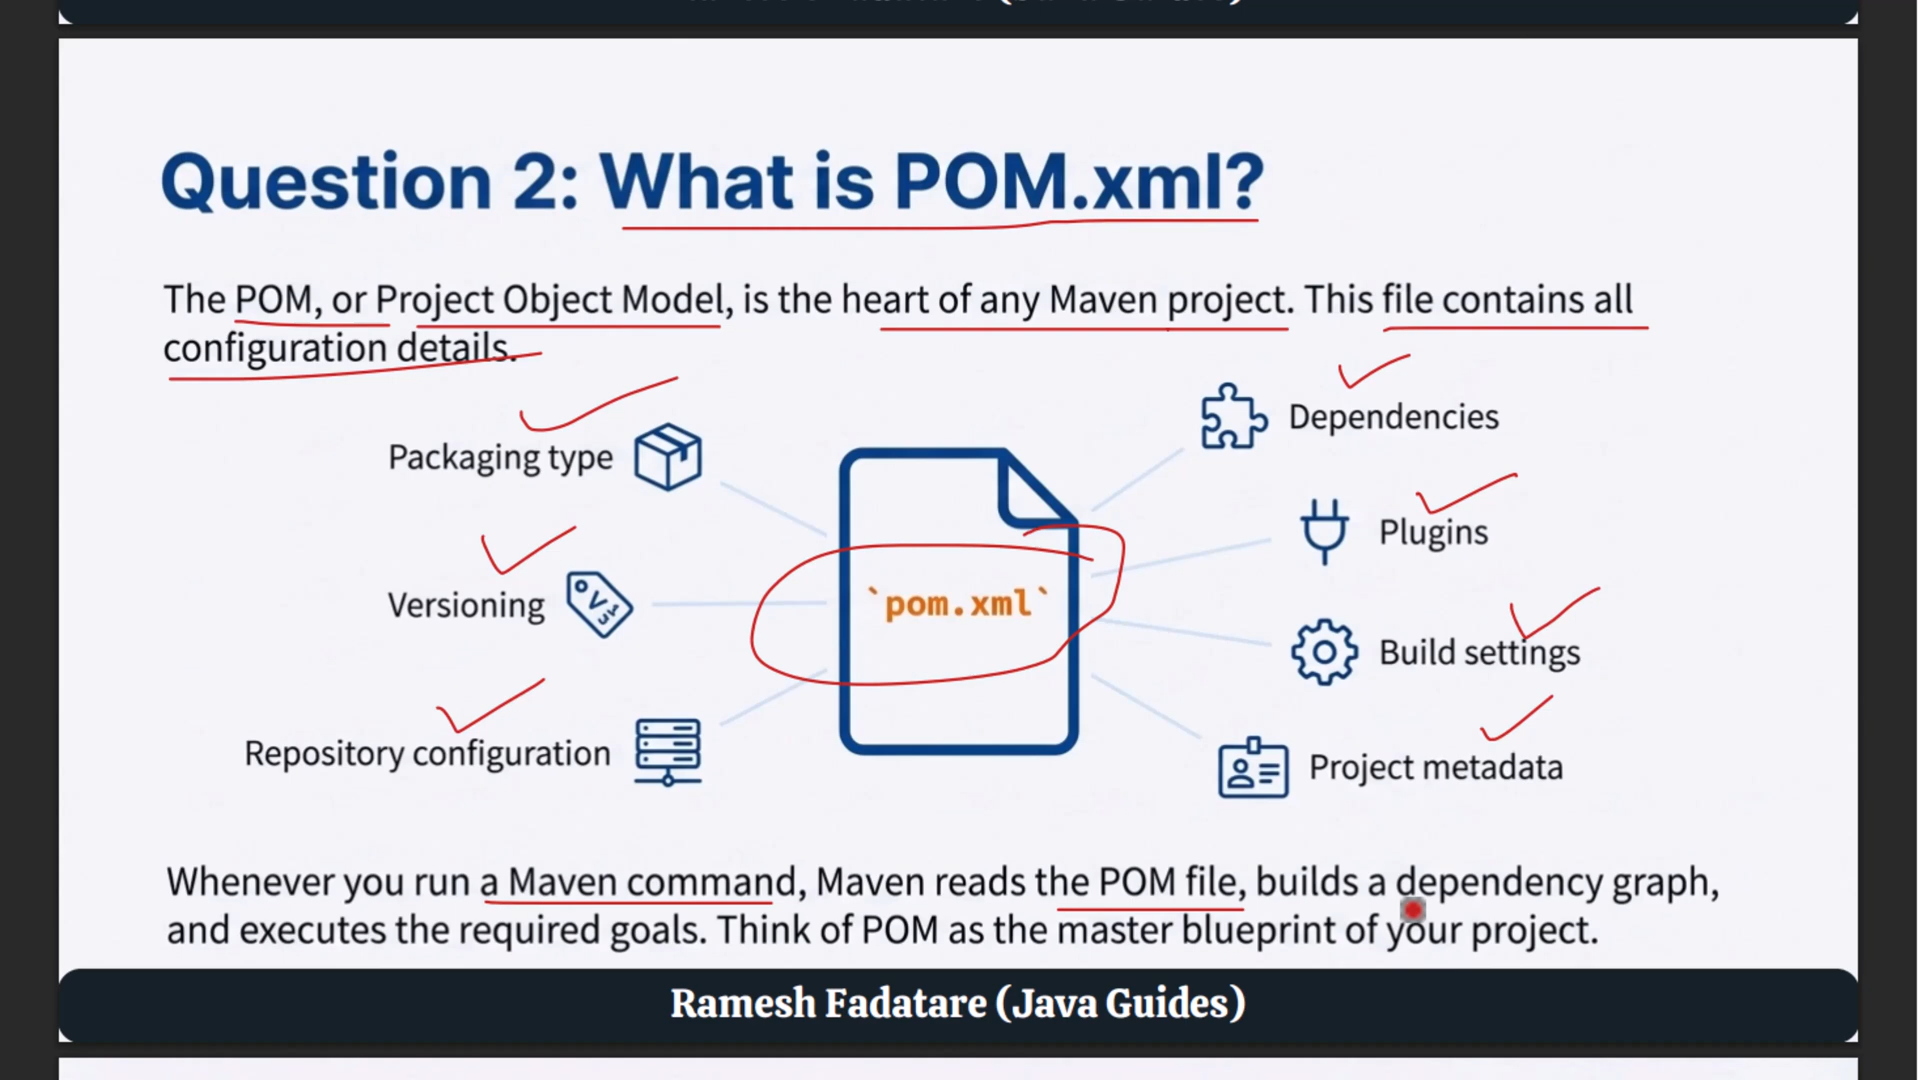 Question 2: What is POM.xml?
The POM, or Project Object Model, is the heart of any Maven project. This file contains all
configuration details.
Packaging type
Versioning
Repository configuration
`pom.xml`
Dependencies
Plugins
Build settings
Project metadata
Whenever you run a Maven command, Maven reads the POM file, builds a dependency graph,
and executes the required goals. Think of POM as the master blueprint of your project.
Ramesh Fadatare (Java Guides)